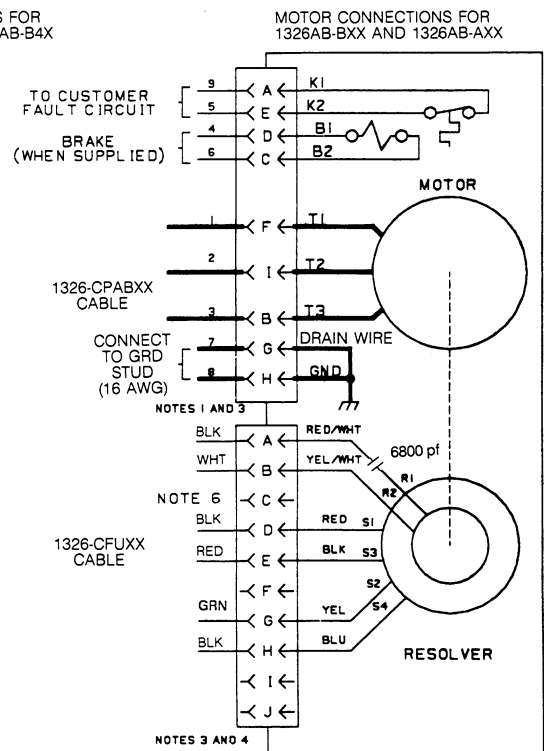 S FOR
AB-B4X
MOTOR CONNECTIONS FOR
1326AB-BXX AND 1326AB-AXX
TO CUSTOMER
FAULT CIRCUIT
9 A K1
5 E K2
BRAKE
(WHEN SUPPLIED)
4 D B1
6 C B2
MOTOR
1 F T1
2 I T2
1326-CPABXX
CABLE
3 B T3
CONNECT
TO GRD
STUD
(16 AWG)
7 G DRAIN WIRE
8 H GND
NOTES 1 AND 3
BLK A RED/WHT
6800 pf
R1
WHT B YEL/WHT
R2
NOTE 6 C
BLK D RED S1
1326-CFUXX
CABLE
RED E BLK S3
F
S2
GRN G YEL
S4
BLK H BLU
RESOLVER
I
J
NOTES 3 AND 4